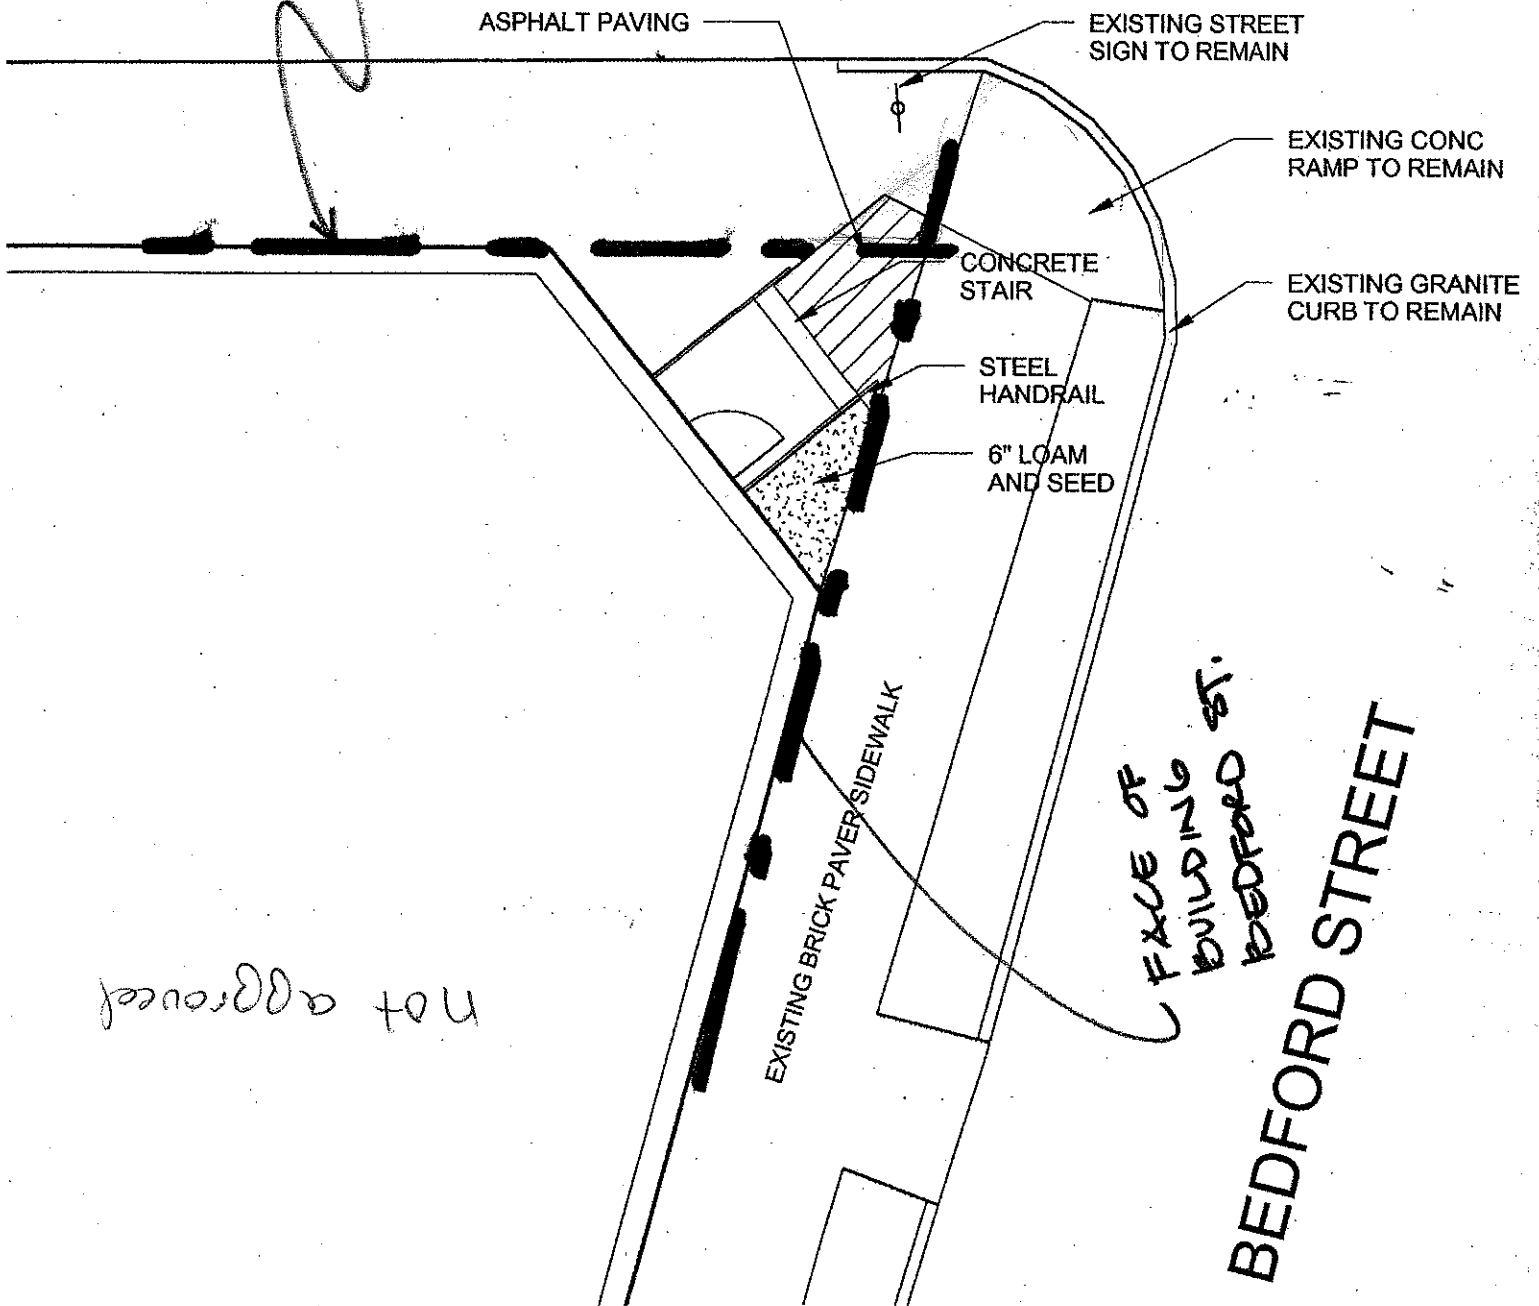 ASPHALT PAVING
EXISTING STREET
SIGN TO REMAIN
EXISTING CONC
RAMP TO REMAIN
CONCRETE
STAIR
EXISTING GRANITE
CURB TO REMAIN
STEEL
HANDRAIL
6" LOAM
AND SEED
EXISTING BRICK PAVER SIDEWALK
FACE OF
BUILDING
BEDFORD ST.
BEDFORD STREET
not approved